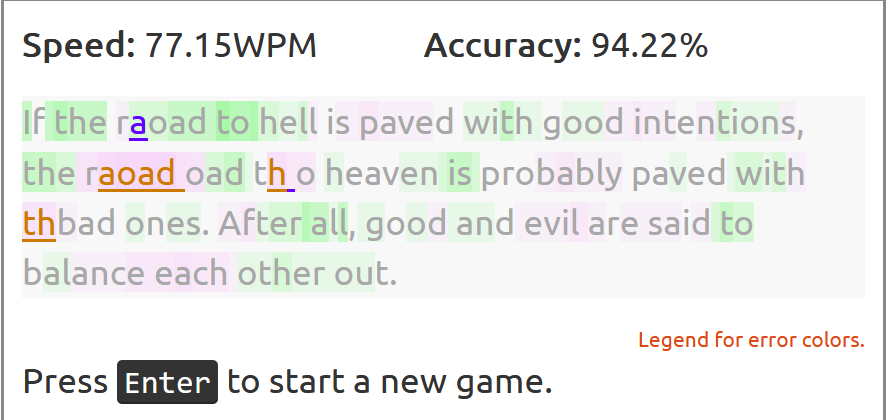 Speed: 77.15WPM Accuracy: 94.22%
If the raoad to hell is paved with good intentions,
the raoad oad th o heaven is probably paved with
thbad ones. After all, good and evil are said to
balance each other out.
Legend for error colors.
Press Enter to start a new game.